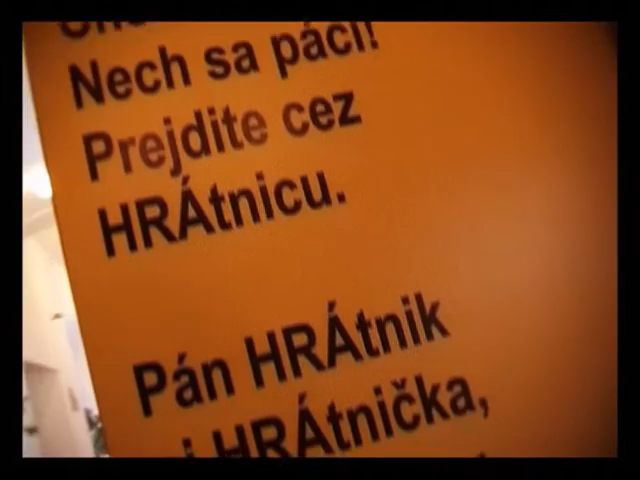 Nech sa páči!
Prejdite cez
HRÁtnicu.
Pán HRÁtnik
i HRÁtnička,